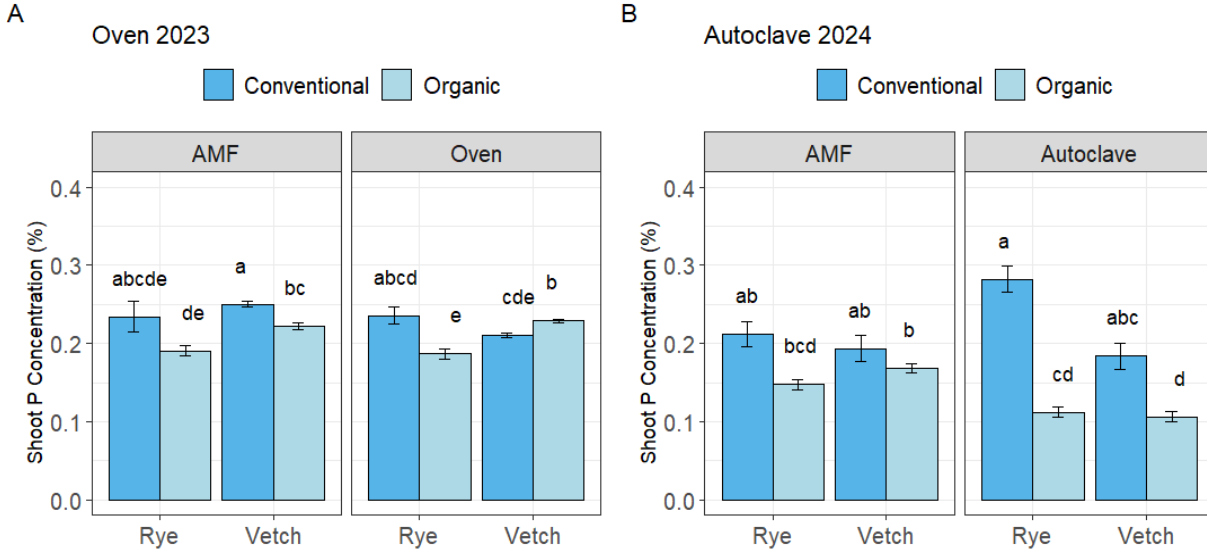 A
Oven 2023
Conventional Organic
AMF Oven
Shoot P Concentration (%)
0.4
0.3
0.2
0.1
0.0
abcde de a bc
abcd e cde b
Rye Vetch Rye Vetch
B
Autoclave 2024
Conventional Organic
AMF Autoclave
Shoot P Concentration (%)
0.4
0.3
0.2
0.1
0.0
ab bcd ab b
a cd abc d
Rye Vetch Rye Vetch